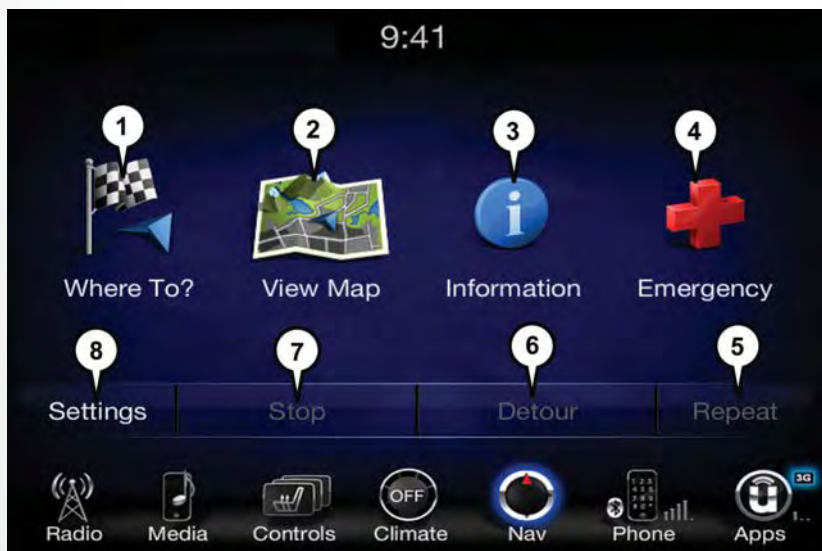 9:41
1 2 3 4
Where To? View Map Information Emergency
8 7 6 5
Settings Stop Detour Repeat
OFF 3G
Radio Media Controls Climate Nav Phone Apps